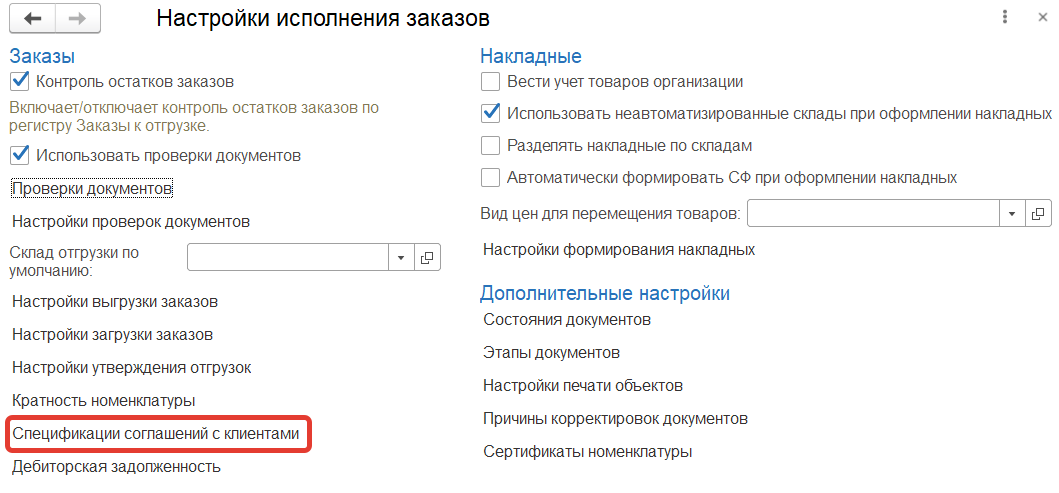 Настройки исполнения заказов
Заказы
Контроль остатков заказов
Включает/отключает контроль остатков заказов по
регистру Заказы к отгрузке.
Использовать проверки документов
Проверки документов
Настройки проверок документов
Склад отгрузки по
умолчанию:
Настройки выгрузки заказов
Настройки загрузки заказов
Настройки утверждения отгрузок
Кратность номенклатуры
Спецификации соглашений с клиентами
Дебиторская задолженность
Накладные
Вести учет товаров организации
Использовать неавтоматизированные склады при оформлении накладных
Разделять накладные по складам
Автоматически формировать СФ при оформлении накладных
Вид цен для перемещения товаров:
Настройки формирования накладных
Дополнительные настройки
Состояния документов
Этапы документов
Настройки печати объектов
Причины корректировок документов
Сертификаты номенклатуры